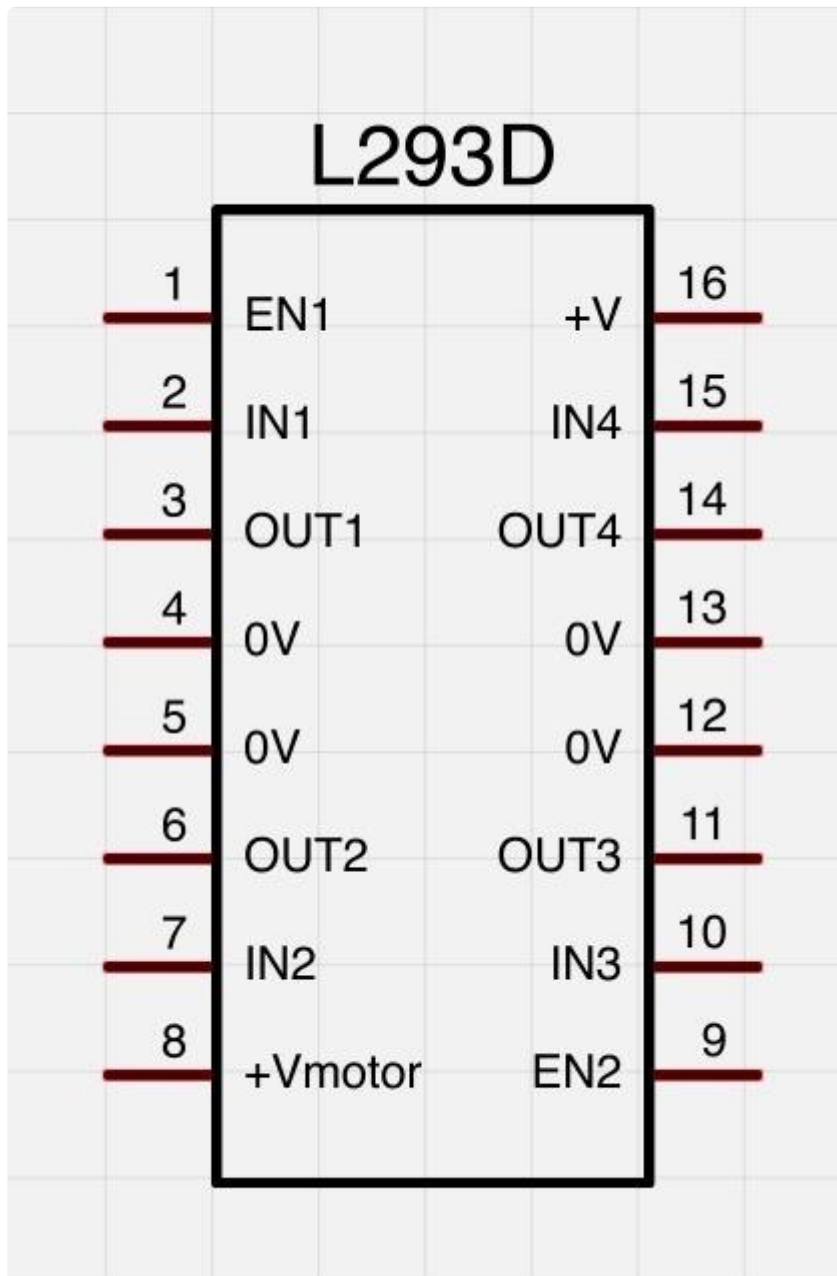 L293D
1 EN1 +V 16
2 IN1 IN4 15
3 OUT1 OUT4 14
4 0V 0V 13
5 0V 0V 12
6 OUT2 OUT3 11
7 IN2 IN3 10
8 +Vmotor EN2 9